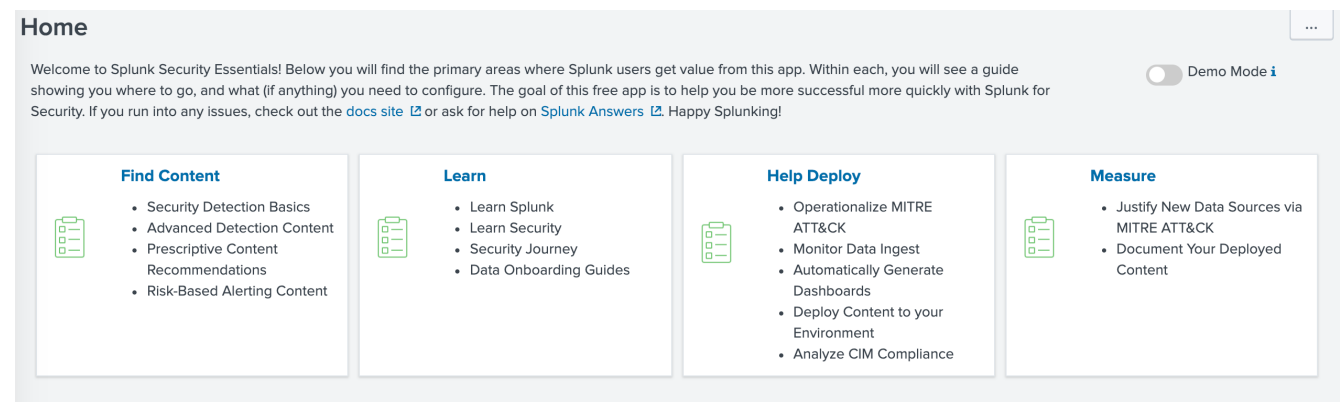 Home
...
Welcome to Splunk Security Essentials! Below you will find the primary areas where Splunk users get value from this app. Within each, you will see a guide
showing you where to go, and what (if anything) you need to configure. The goal of this free app is to help you be more successful more quickly with Splunk for
Security. If you run into any issues, check out the docs site or ask for help on Splunk Answers . Happy Splunking!
Demo Mode i
Find Content
• Security Detection Basics
• Advanced Detection Content
• Prescriptive Content
Recommendations
• Risk-Based Alerting Content
Learn
• Learn Splunk
• Learn Security
• Security Journey
• Data Onboarding Guides
Help Deploy
• Operationalize MITRE
ATT&CK
• Monitor Data Ingest
• Automatically Generate
Dashboards
• Deploy Content to your
Environment
• Analyze CIM Compliance
Measure
• Justify New Data Sources via
MITRE ATT&CK
• Document Your Deployed
Content